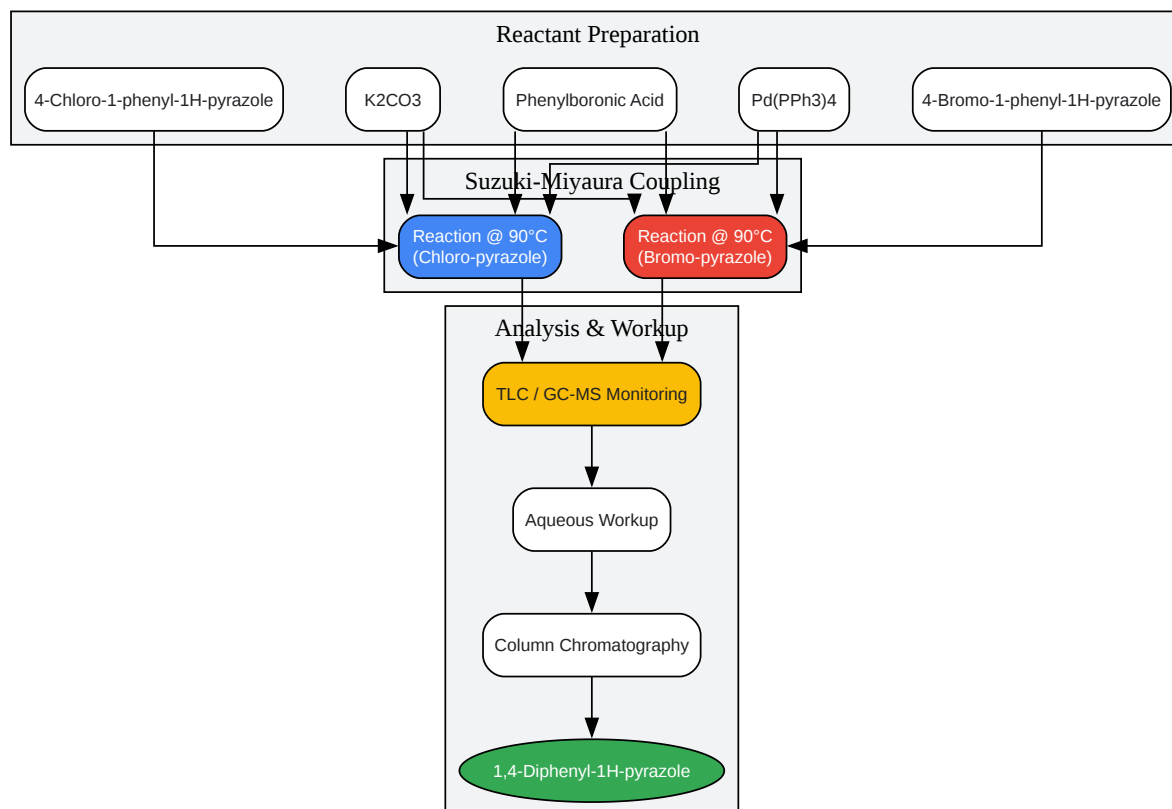 Reactant Preparation
4-Chloro-1-phenyl-1H-pyrazole
K2CO3
Phenylboronic Acid
Pd(PPh3)4
4-Bromo-1-phenyl-1H-pyrazole
Suzuki-Miyaura Coupling
Reaction @ 90°C
(Chloro-pyrazole)
Reaction @ 90°C
(Bromo-pyrazole)
Analysis & Workup
TLC / GC-MS Monitoring
Aqueous Workup
Column Chromatography
1,4-Diphenyl-1H-pyrazole